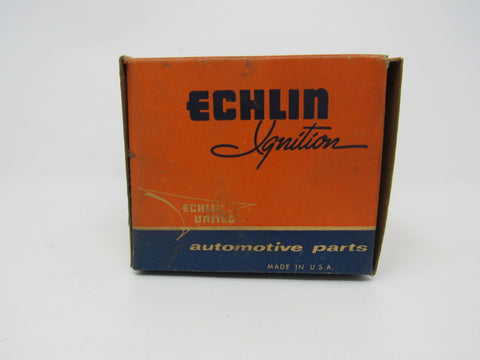 ECHLIN
Ignition
ECHLIN
UNITED
automotive parts
MADE IN U.S.A.